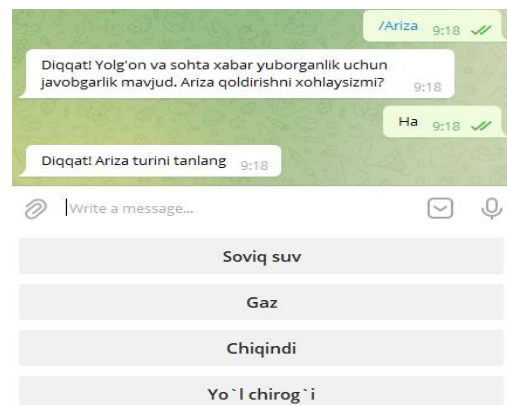 /Ariza 9:18
Diqqat! Yolg'on va sohta xabar yuborganlik uchun
javobgarlik mavjud. Ariza qoldirishni xohlaysizmi? 9:18
Ha 9:18
Diqqat! Ariza turini tanlang 9:18
Write a message...
Soviq suv
Gaz
Chiqindi
Yo`l chirog`i